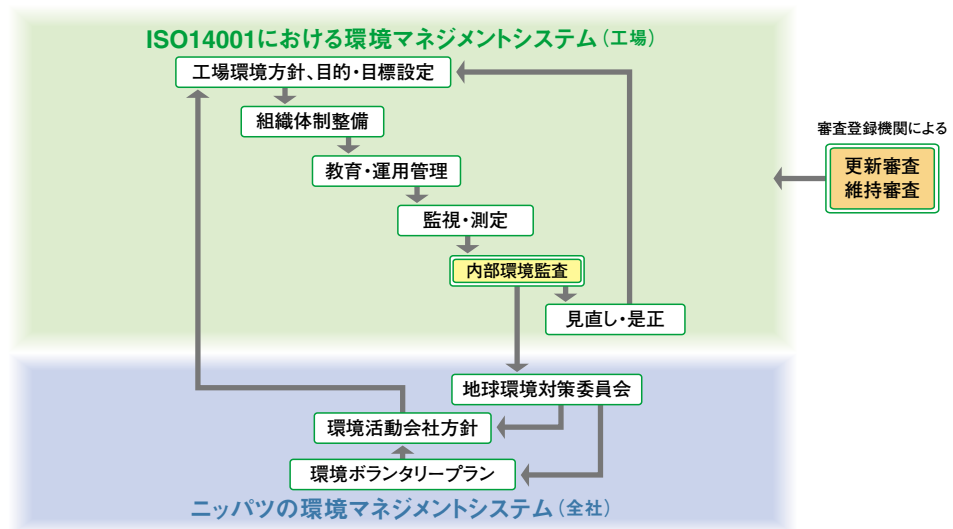 ISO14001における環境マネジメントシステム（工場）
工場環境方針、目的・目標設定
組織体制整備
教育・運用管理
監視・測定
内部環境監査
見直し・是正
審査登録機関による
更新審査
維持審査
地球環境対策委員会
環境活動会社方針
環境ボランタリープラン
ニッパツの環境マネジメントシステム（全社）